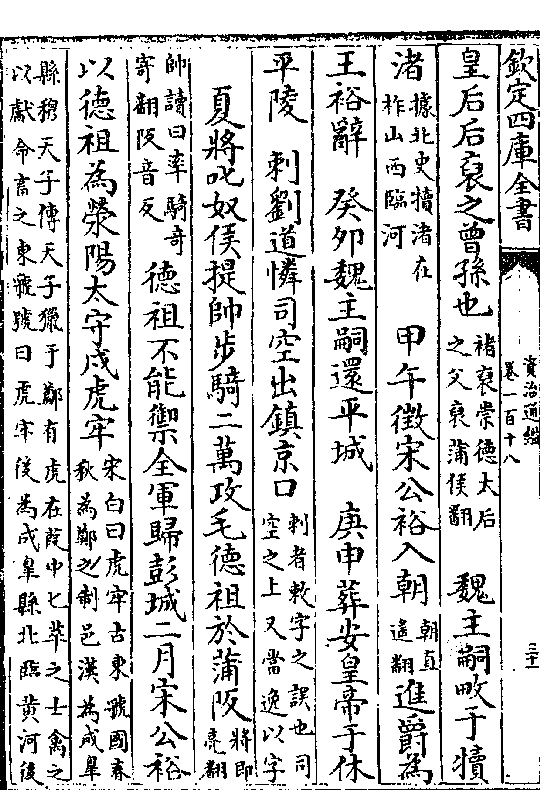 欽定四庫全書
資治通鑑
卷一百十八
皇后后裒之曾孫也褚裒崇德太后之父裒蒲侯翻 魏主嗣畋于犢
渚據北史犢渚在柞山西臨河 甲午徵宋公裕入朝朝直遥翻進爵為
王裕辭 癸夘魏主嗣還平城 庚申葬安皇帝于休
平陵 刺劉道憐司空出鎮京口刺者敕字之誤也司空之上又當逸以字
夏將叱奴侯提帥步騎二萬攻毛德祖於蒲阪將即亮翻
帥讀曰率騎奇寄翻阪音反 德祖不能禦全軍歸彭城二月宋公裕
以德祖為滎陽太守戍虎牢宋白曰虎牢古東虢國春秋為鄭之制邑漢為成臯
縣穆天子傳天子獵于鄭有虎在葭中七萃之士禽之以獻命畜之東虢號曰虎牢後為成臯縣北臨黄河後